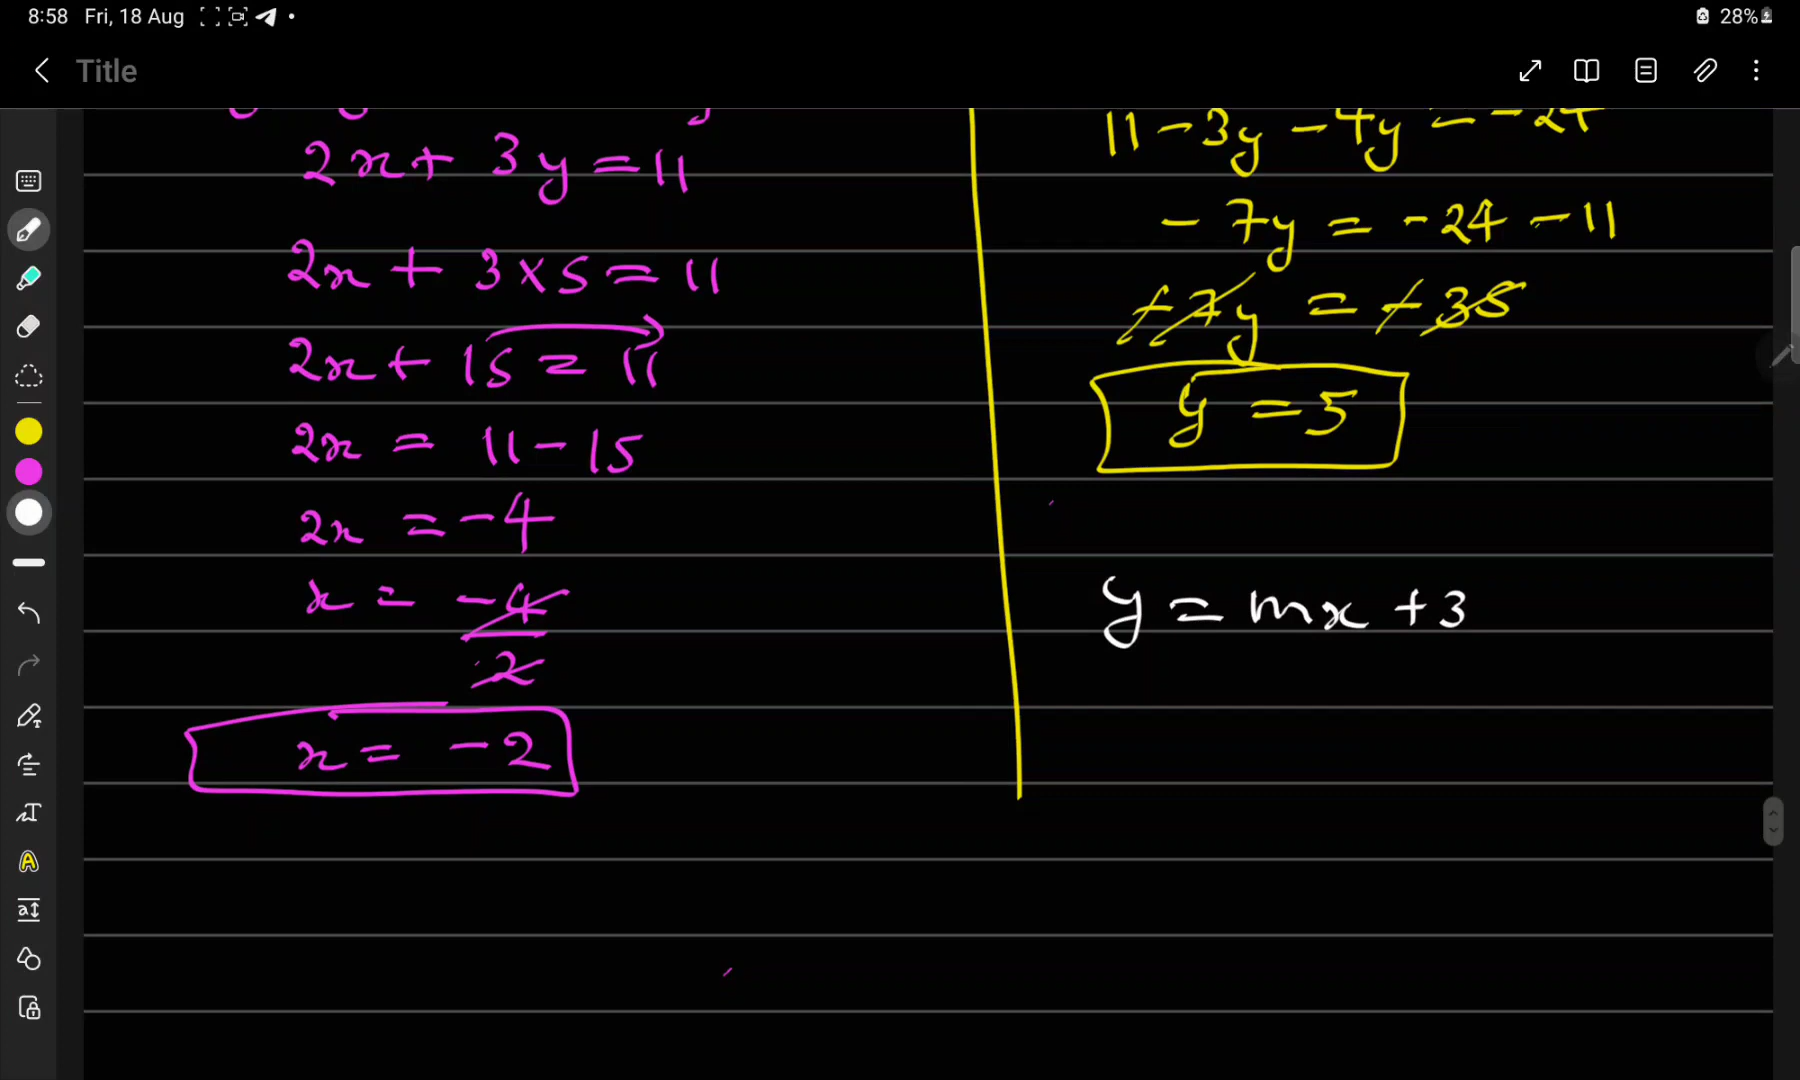 8:58 Fri, 18 Aug
28%
Title
2x + 3y = 11
2x + 3 × 5 = 11
2x + 15 = 11
2x = 11 - 15
2x = -4
x = -4
2
x = -2
11 - 3y - 4y = -24
- 7y = -24 - 11
-7y = -35
y = 5
y = mx + 3